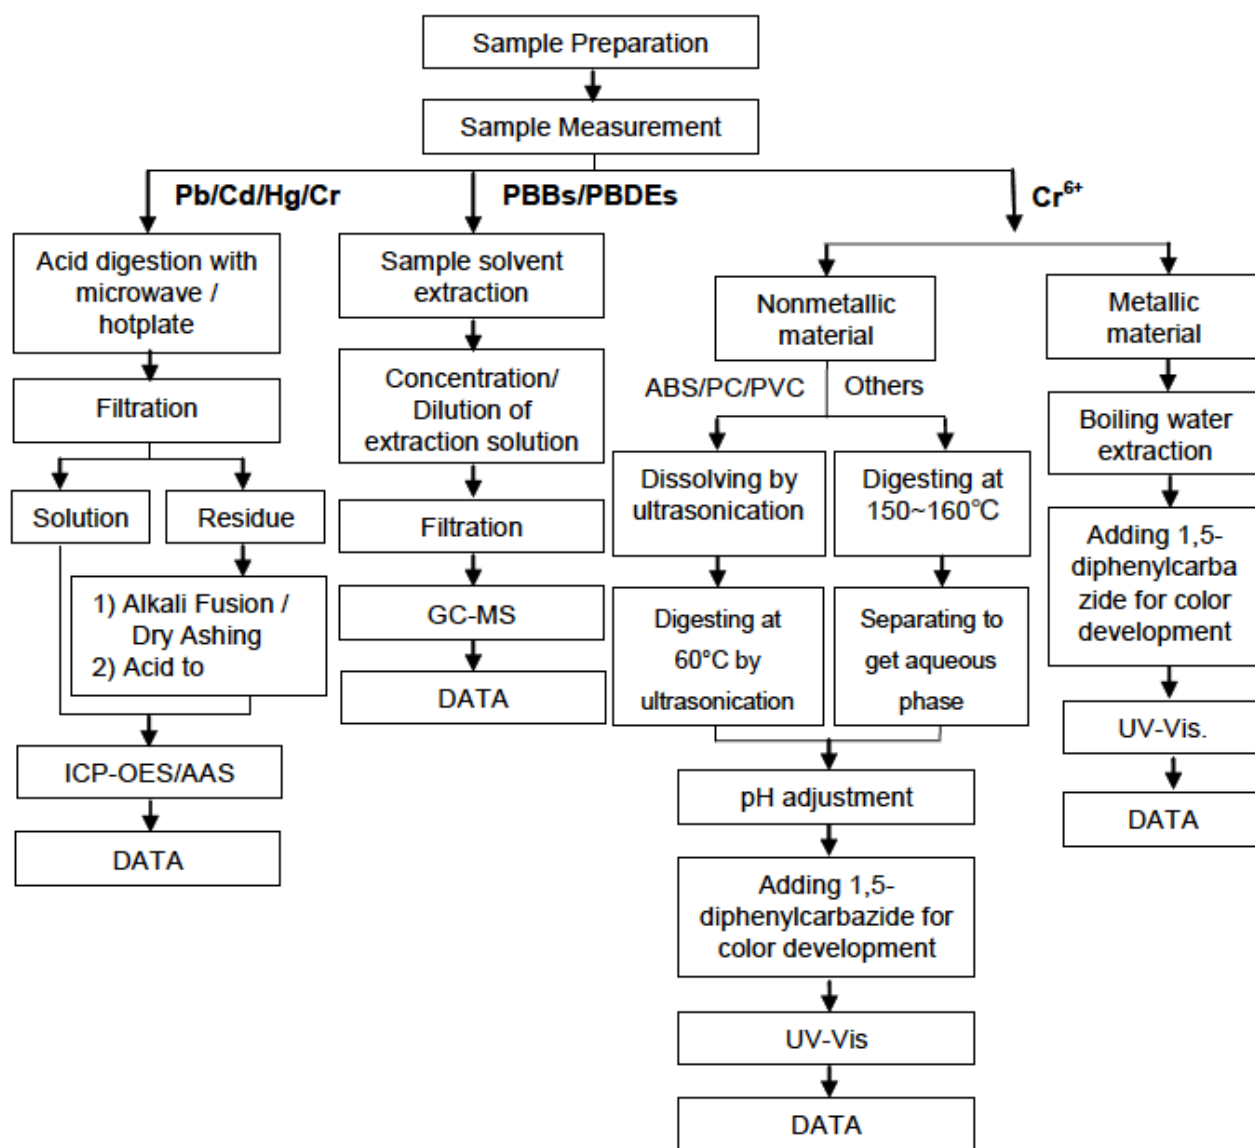 Sample Preparation
Sample Measurement
Pb/Cd/Hg/Cr
PBBs/PBDEs
Cr⁶⁺
Acid digestion with
microwave /
hotplate
Filtration
Solution
Residue
1) Alkali Fusion /
Dry Ashing
2) Acid to
ICP-OES/AAS
DATA
Sample solvent
extraction
Concentration/
Dilution of
extraction solution
Filtration
GC-MS
DATA
Nonmetallic
material
ABS/PC/PVC
Others
Dissolving by
ultrasonication
Digesting at
60°C by
ultrasonication
Digesting at
150~160℃
Separating to
get aqueous
phase
pH adjustment
Adding 1,5-
diphenylcarbazide for
color development
UV-Vis
DATA
Metallic
material
Boiling water
extraction
Adding 1,5-
diphenylcarba
zide for color
development
UV-Vis.
DATA